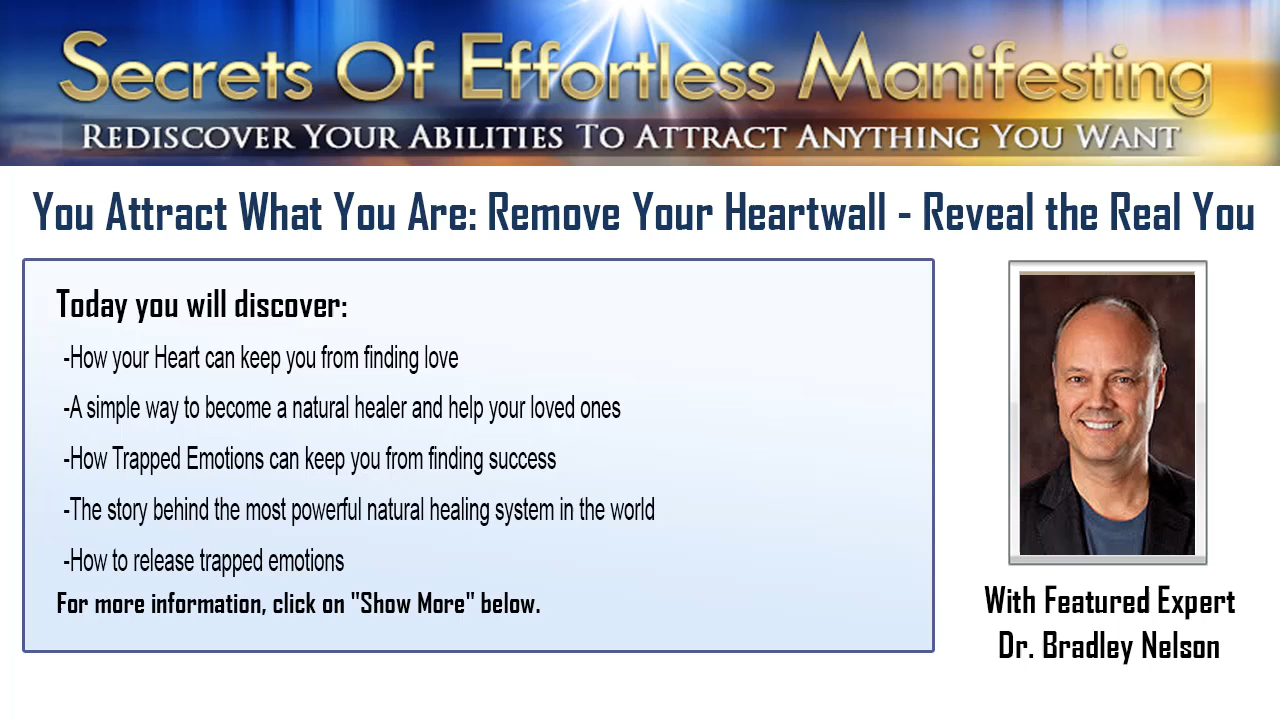 Secrets Of Effortless Manifesting
Rediscover Your Abilities To Attract Anything You Want
You Attract What You Are: Remove Your Heartwall - Reveal the Real You
Today you will discover:
-How your Heart can keep you from finding love
-A simple way to become a natural healer and help your loved ones
-How Trapped Emotions can keep you from finding success
-The story behind the most powerful natural healing system in the world
-How to release trapped emotions
For more information, click on "Show More" below.
With Featured Expert
Dr. Bradley Nelson